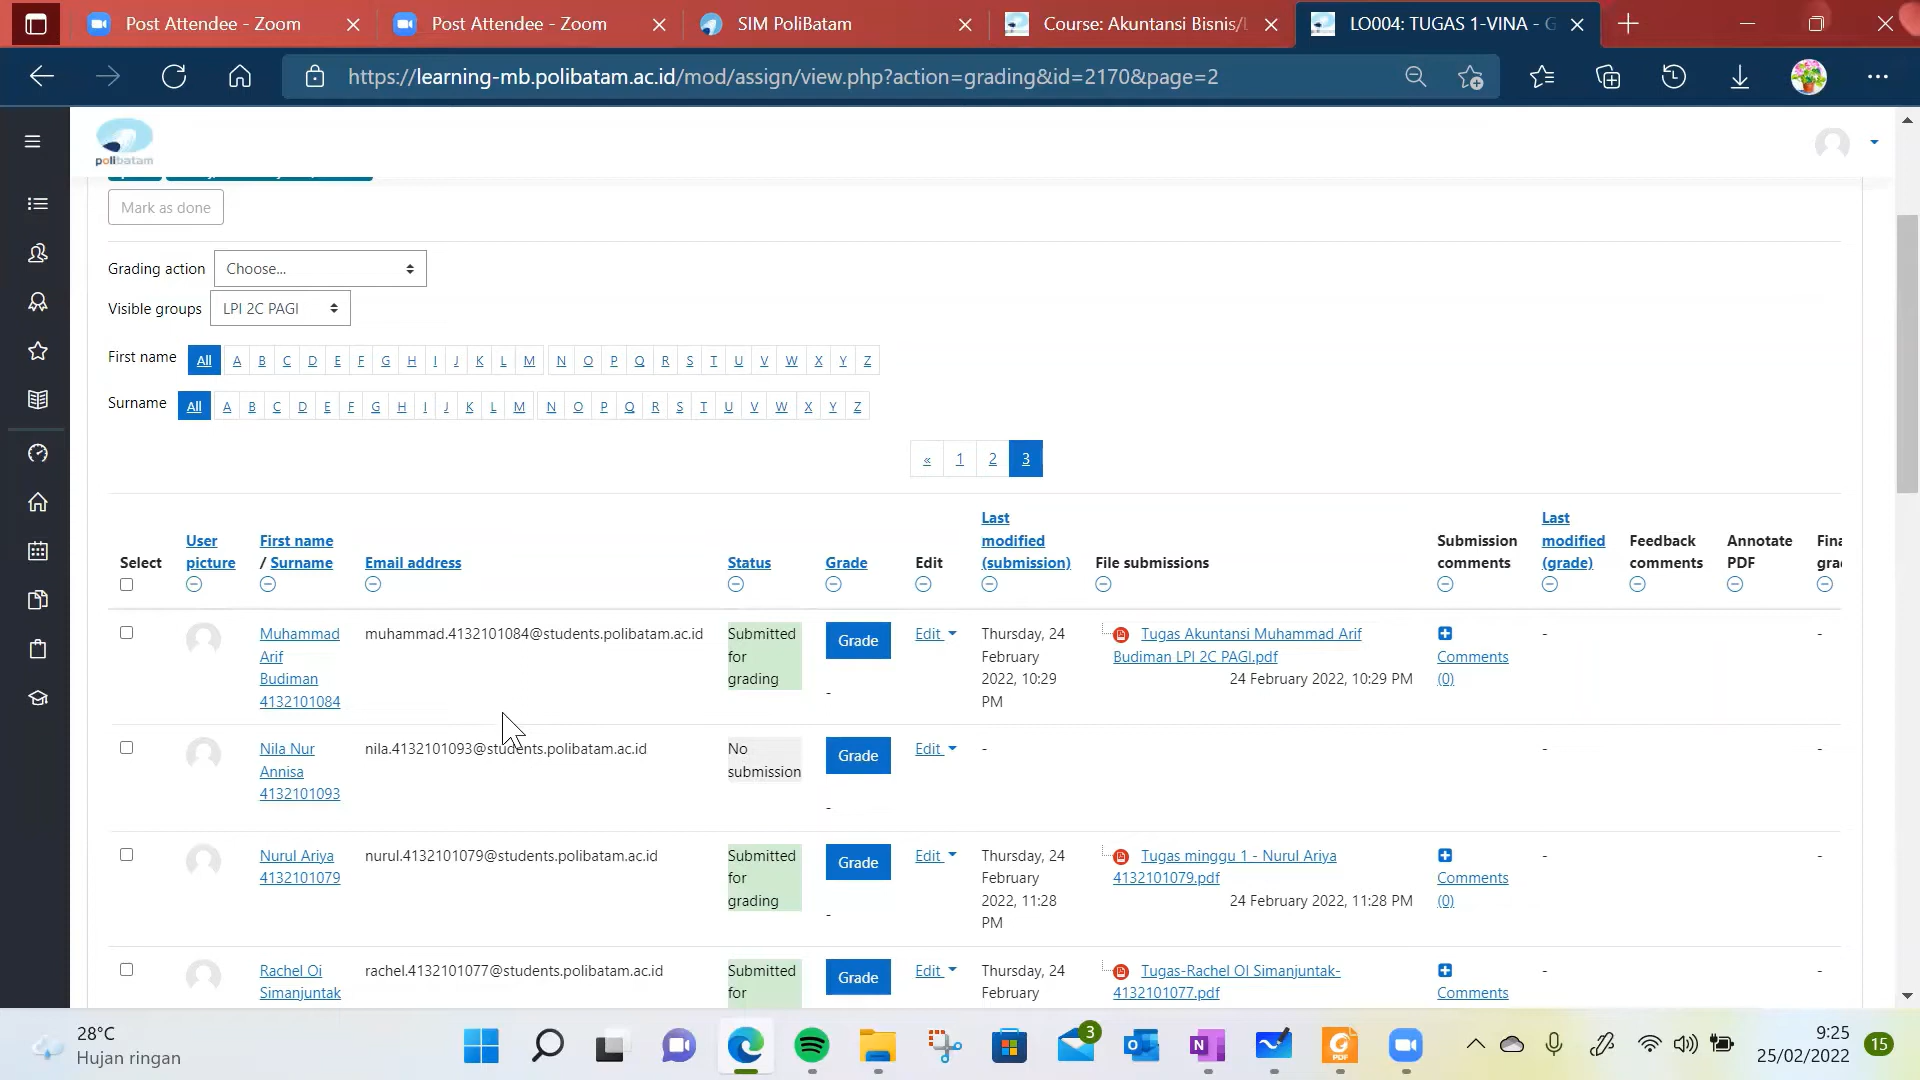 Post Attendee - Zoom
Post Attendee - Zoom
SIM PoliBatam
Course: Akuntansi Bisnis/L
LO004: TUGAS 1-VINA - G
https://learning-mb.polibatam.ac.id/mod/assign/view.php?action=grading&id=2170&page=2
polibatam
Mark as done
Grading action Choose...
Visible groups LPI 2C PAGI
First name All A B C D E F G H I J K L M N O P Q R S T U V W X Y Z
Surname All A B C D E F G H I J K L M N O P Q R S T U V W X Y Z
« 1 2 3
Select
User picture
First name / Surname
Email address
Status
Grade
Edit
Last modified (submission)
File submissions
Submission comments
Last modified (grade)
Feedback comments
Annotate PDF
Fina
gra
Muhammad Arif Budiman 4132101084
muhammad.4132101084@students.polibatam.ac.id
Submitted for grading
Grade
-
Edit
Thursday, 24 February 2022, 10:29 PM
Tugas Akuntansi Muhammad Arif Budiman LPI 2C PAGI.pdf
24 February 2022, 10:29 PM
Comments (0)
-
-
Nila Nur Annisa 4132101093
nila.4132101093@students.polibatam.ac.id
No submission
Grade
-
Edit
-
-
-
Nurul Ariya 4132101079
nurul.4132101079@students.polibatam.ac.id
Submitted for grading
Grade
-
Edit
Thursday, 24 February 2022, 11:28 PM
Tugas minggu 1 - Nurul Ariya 4132101079.pdf
24 February 2022, 11:28 PM
Comments (0)
-
-
Rachel Oi Simanjuntak
rachel.4132101077@students.polibatam.ac.id
Submitted for
Grade
Edit
Thursday, 24 February
Tugas-Rachel OI Simanjuntak-4132101077.pdf
Comments
-
-
28°C
Hujan ringan
3
9:25
25/02/2022
15